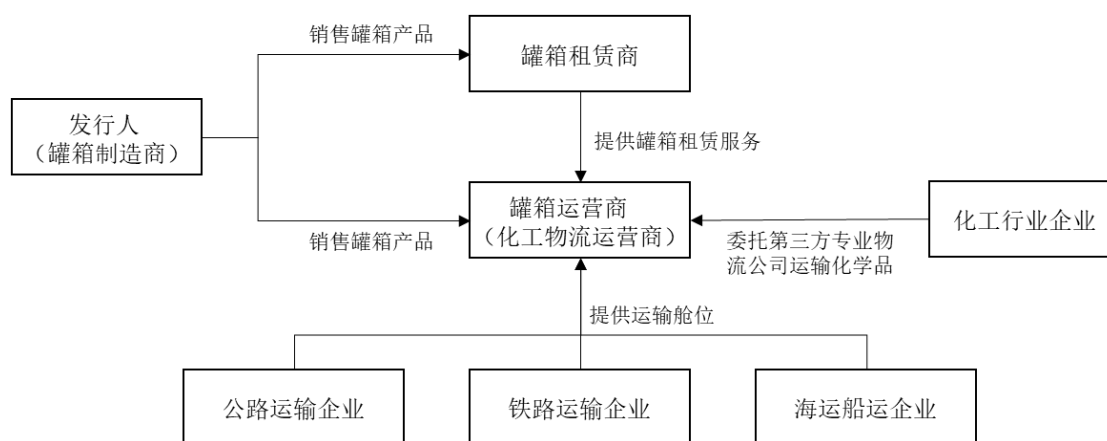 销售罐箱产品
罐箱租赁商
发行人
（罐箱制造商）
提供罐箱租赁服务
罐箱运营商
（化工物流运营商）
化工行业企业
销售罐箱产品
委托第三方专业物
流公司运输化学品
提供运输舱位
公路运输企业
铁路运输企业
海运船运企业